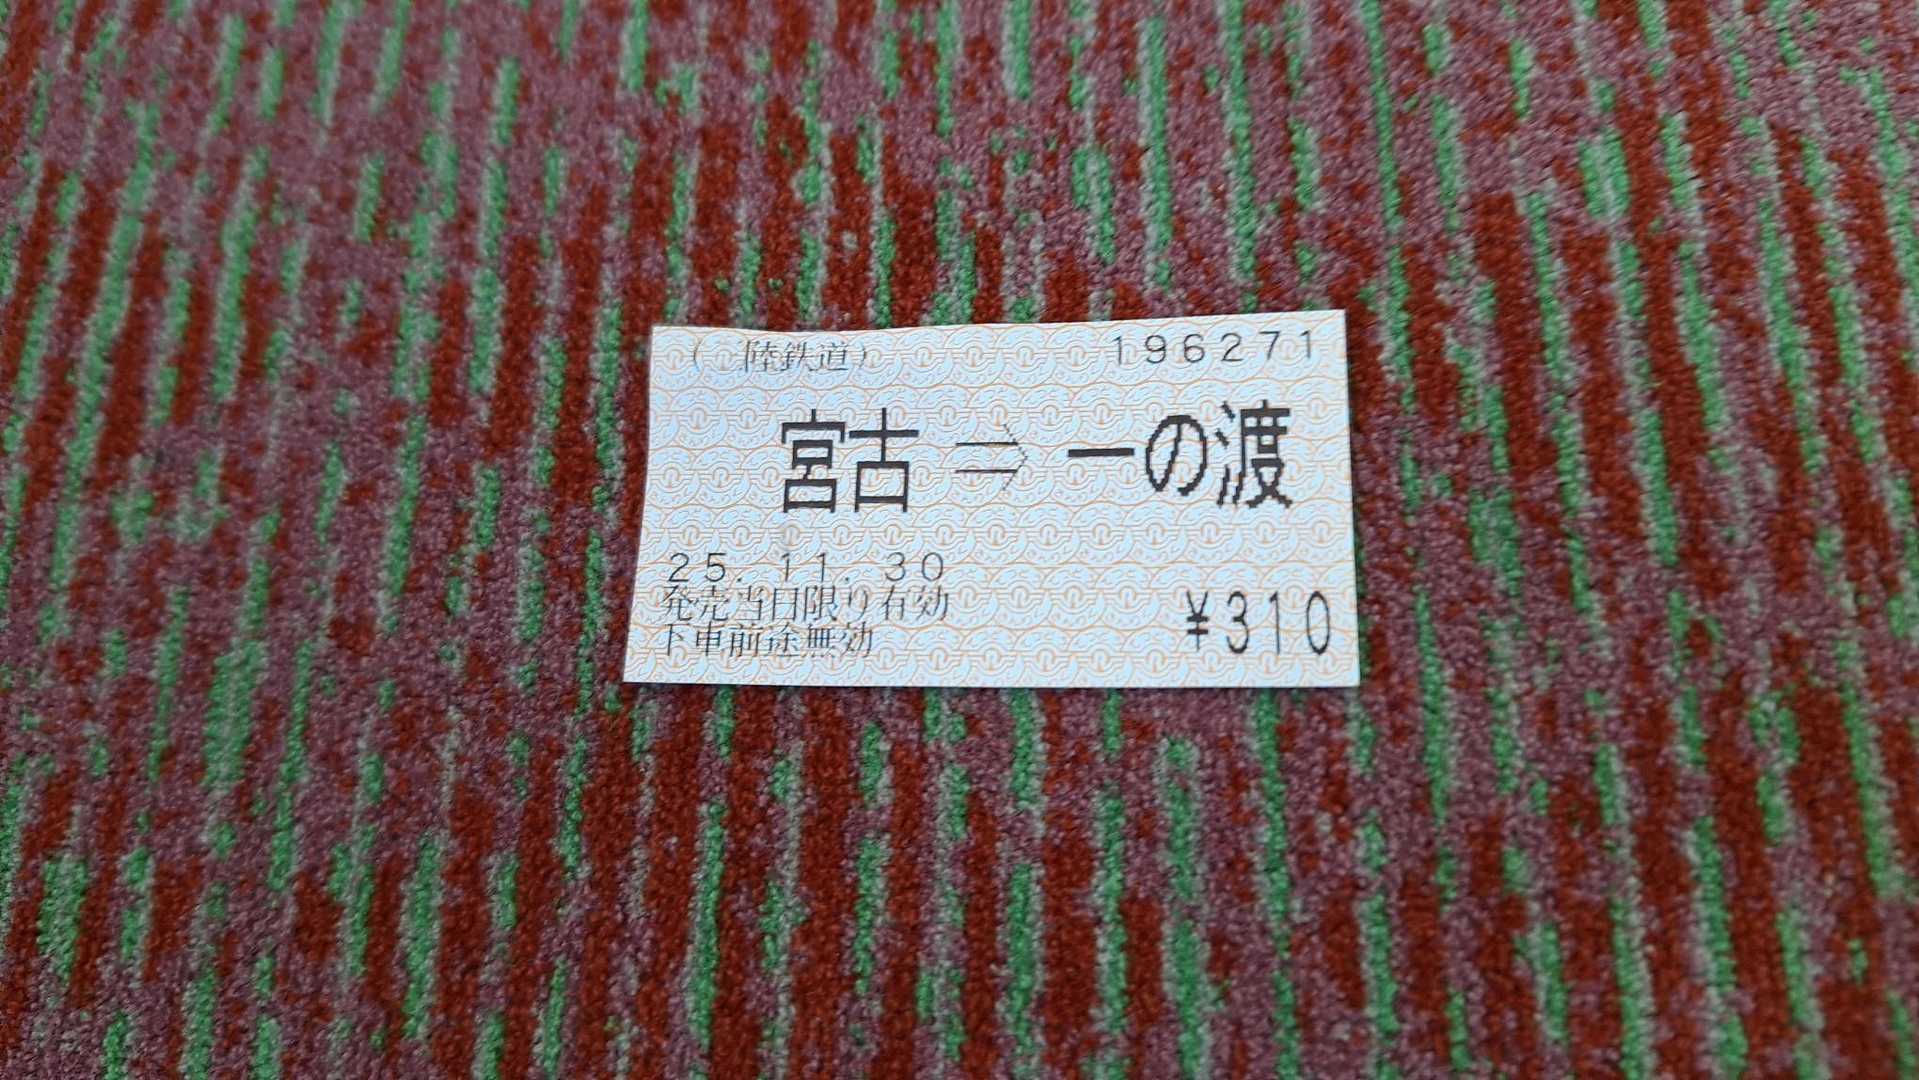 (三陸鉄道) 196271
宮古 ⇒ 一の渡
25. 11. 30
発売当日限り有効
下車前途無効 ¥310